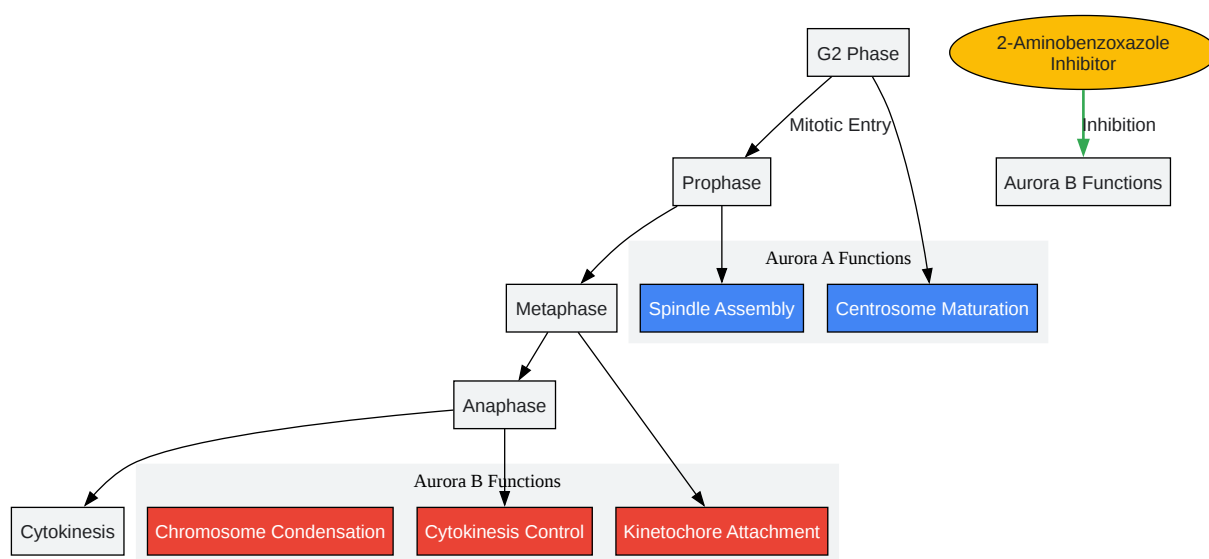 G2 Phase
2-Aminobenzoxazole
Inhibitor
Mitotic Entry
Inhibition
Prophase
Aurora B Functions
Aurora A Functions
Metaphase
Spindle Assembly
Centrosome Maturation
Anaphase
Aurora B Functions
Cytokinesis
Chromosome Condensation
Cytokinesis Control
Kinetochore Attachment